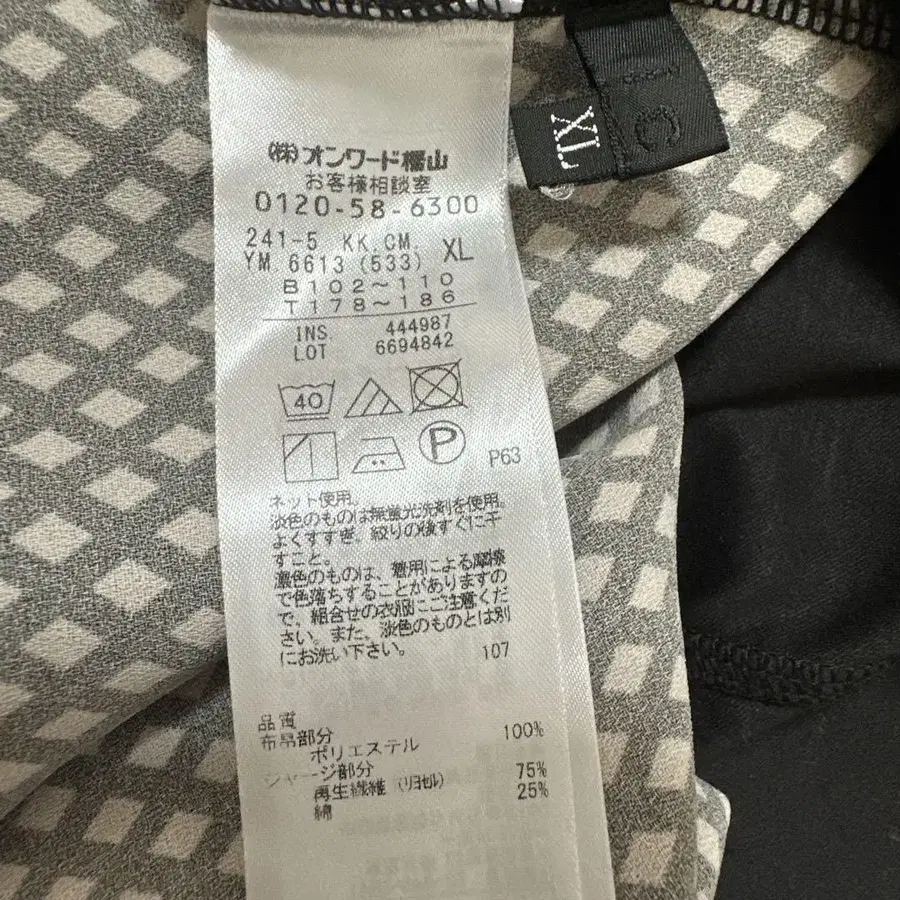 (株)オンワード樫山
お客様相談室
0120-58-6300
241-5 KK.CM. XL
YM 6613 (533)
B102~110
T178~186
INS 444987
LOT 6694842
40
P
P63
ネット使用。
淡色のものは無蛍光洗剤を使用。
よくすすぎ、絞りの後すぐに干
すこと。
濃色のものは、着用による摩擦
で色落ちすることがありますの
で、組合せの衣服にご注意くだ
さい。また、淡色のものとは別
にお洗い下さい。 107
品質
布帛部分
ポリエステル 100%
ジャージ部分
再生繊維(リヨセル) 75%
綿 25%
XL